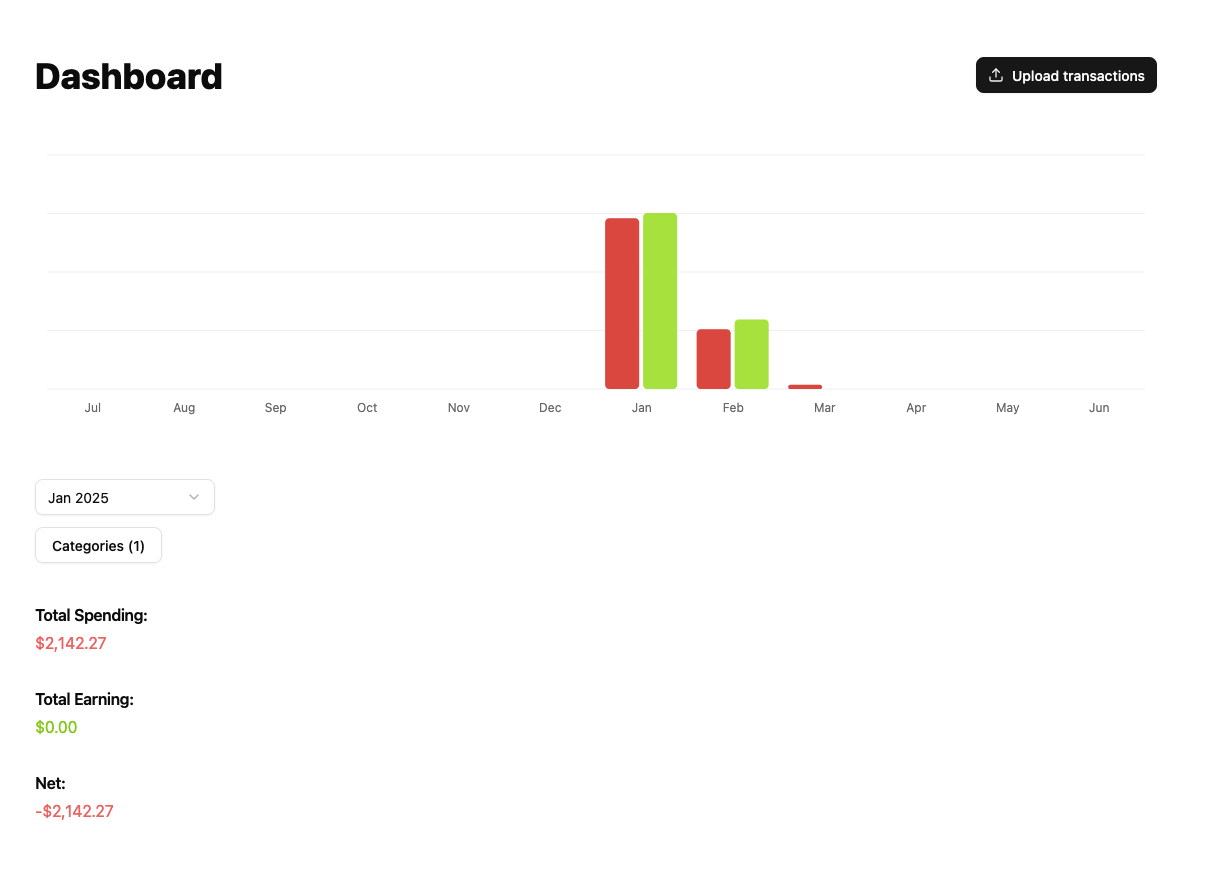 Dashboard
Upload transactions
Jul Aug Sep Oct Nov Dec Jan Feb Mar Apr May Jun
Jan 2025
Categories (1)
Total Spending:
$2,142.27
Total Earning:
$0.00
Net:
-$2,142.27